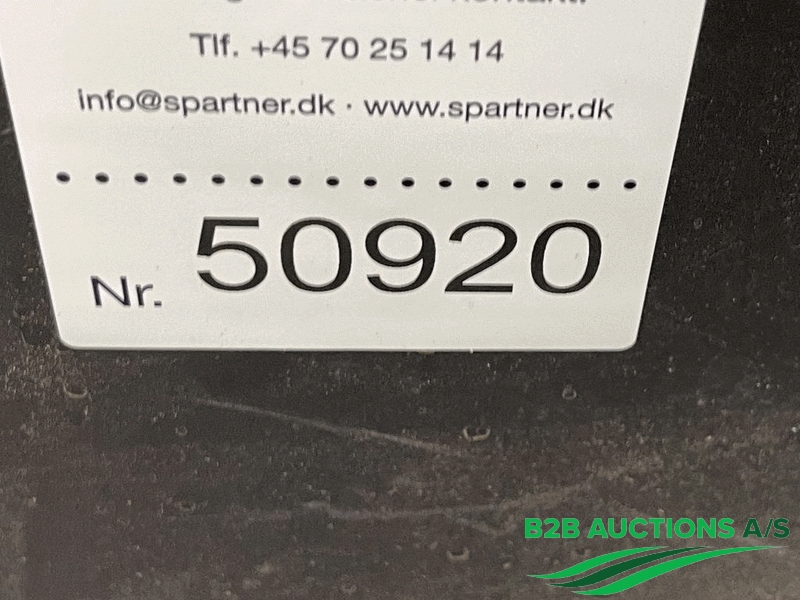 Tlf. +45 70 25 14 14
info@spartner.dk · www.spartner.dk
Nr. 50920
B2B AUCTIONS A/S